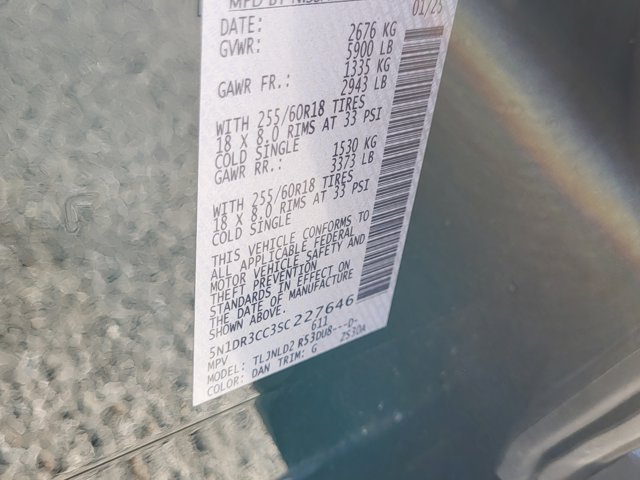 MFD BY NISSAN
DATE: 01/25
GVWR: 2676 KG
5900 LB
GAWR FR.: 1335 KG
2943 LB
WITH 255/60R18 TIRES
18 X 8.0 RIMS AT 33 PSI
COLD SINGLE
GAWR RR.: 1530 KG
3373 LB
WITH 255/60R18 TIRES
18 X 8.0 RIMS AT 33 PSI
COLD SINGLE
THIS VEHICLE CONFORMS TO
ALL APPLICABLE FEDERAL
MOTOR VEHICLE SAFETY AND
THEFT PREVENTION
STANDARDS IN EFFECT ON
THE DATE OF MANUFACTURE
SHOWN ABOVE.
5N1DR3CC3SC227646
MPV 611
MODEL: TLJNLD2 R53DU8---D-
COLOR: DAN TRIM: G ZS30A